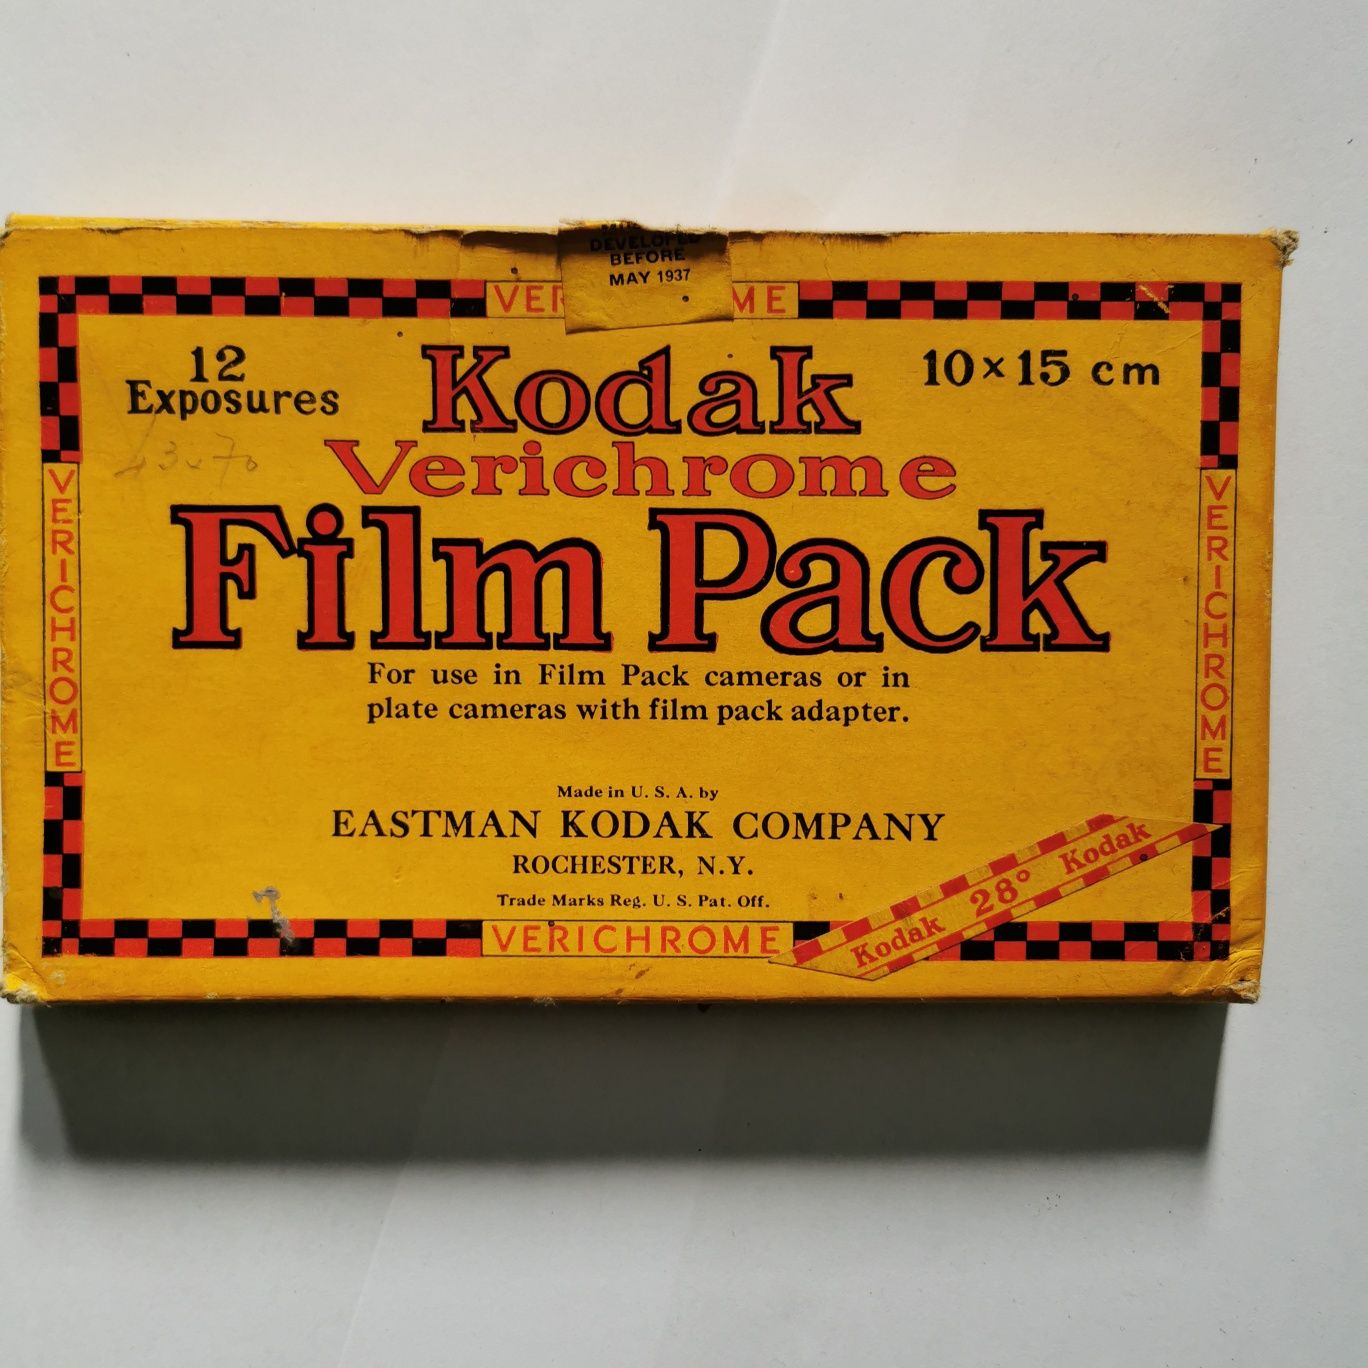 DEVELOPED
BEFORE
MAY 1937
VER ME
12
Exposures
Kodak
10×15 cm
Verichrome
Film Pack
For use in Film Pack cameras or in
plate cameras with film pack adapter.
Made in U. S. A. by
EASTMAN KODAK COMPANY
ROCHESTER, N.Y.
Trade Marks Reg. U. S. Pat. Off.
VERICHROME
VERICHROME
VERICHROME
Kodak 28° Kodak